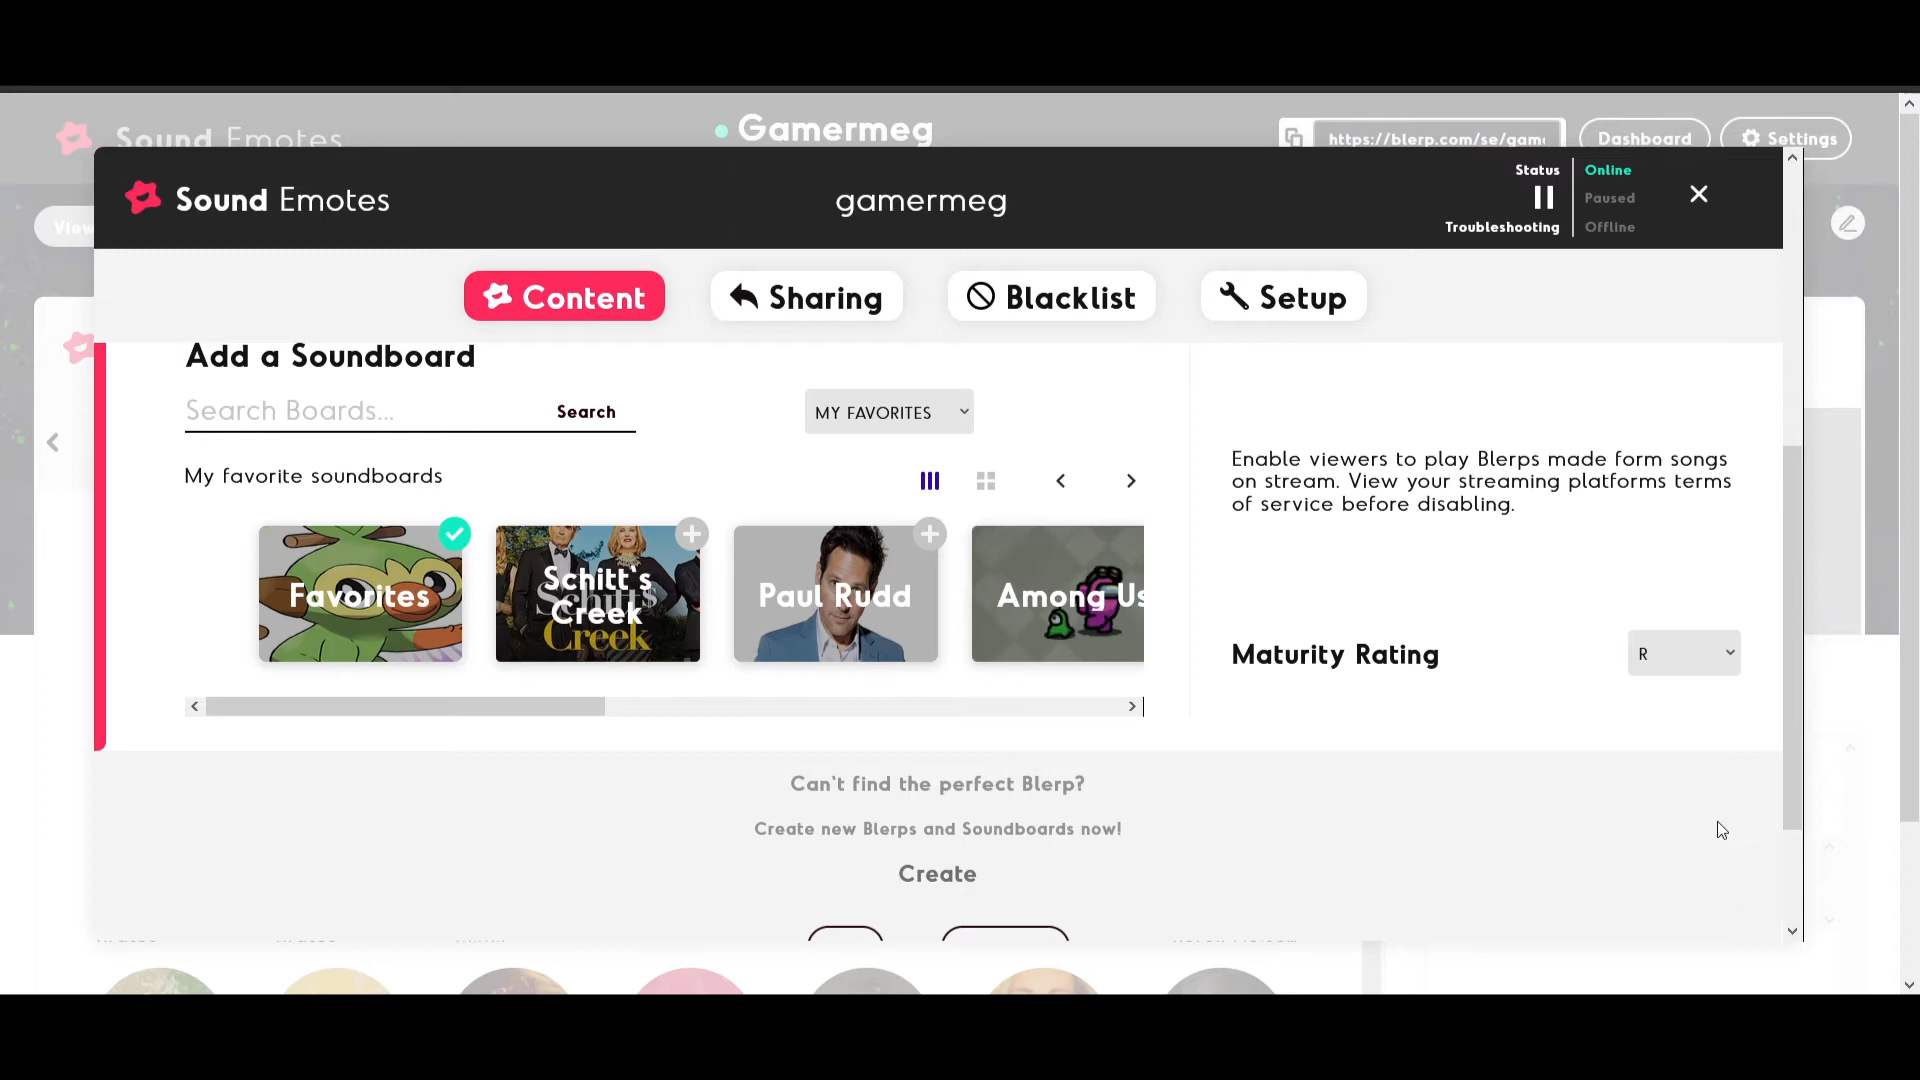 Sound Emotes
Gamermeg
https://blerp.com/se/gam
Dashboard
Settings
View
Sound Emotes
gamermeg
Status
Troubleshooting
Online
Paused
Offline
Content
Sharing
Blacklist
Setup
Add a Soundboard
Search Boards...
Search
MY FAVORITES
My favorite soundboards
Favorites
Schitt's
Creek
Schitt's
Creek
Paul Rudd
Among Us
Enable viewers to play Blerps made form songs
on stream. View your streaming platforms terms
of service before disabling.
Maturity Rating
R
Can't find the perfect Blerp?
Create new Blerps and Soundboards now!
Create